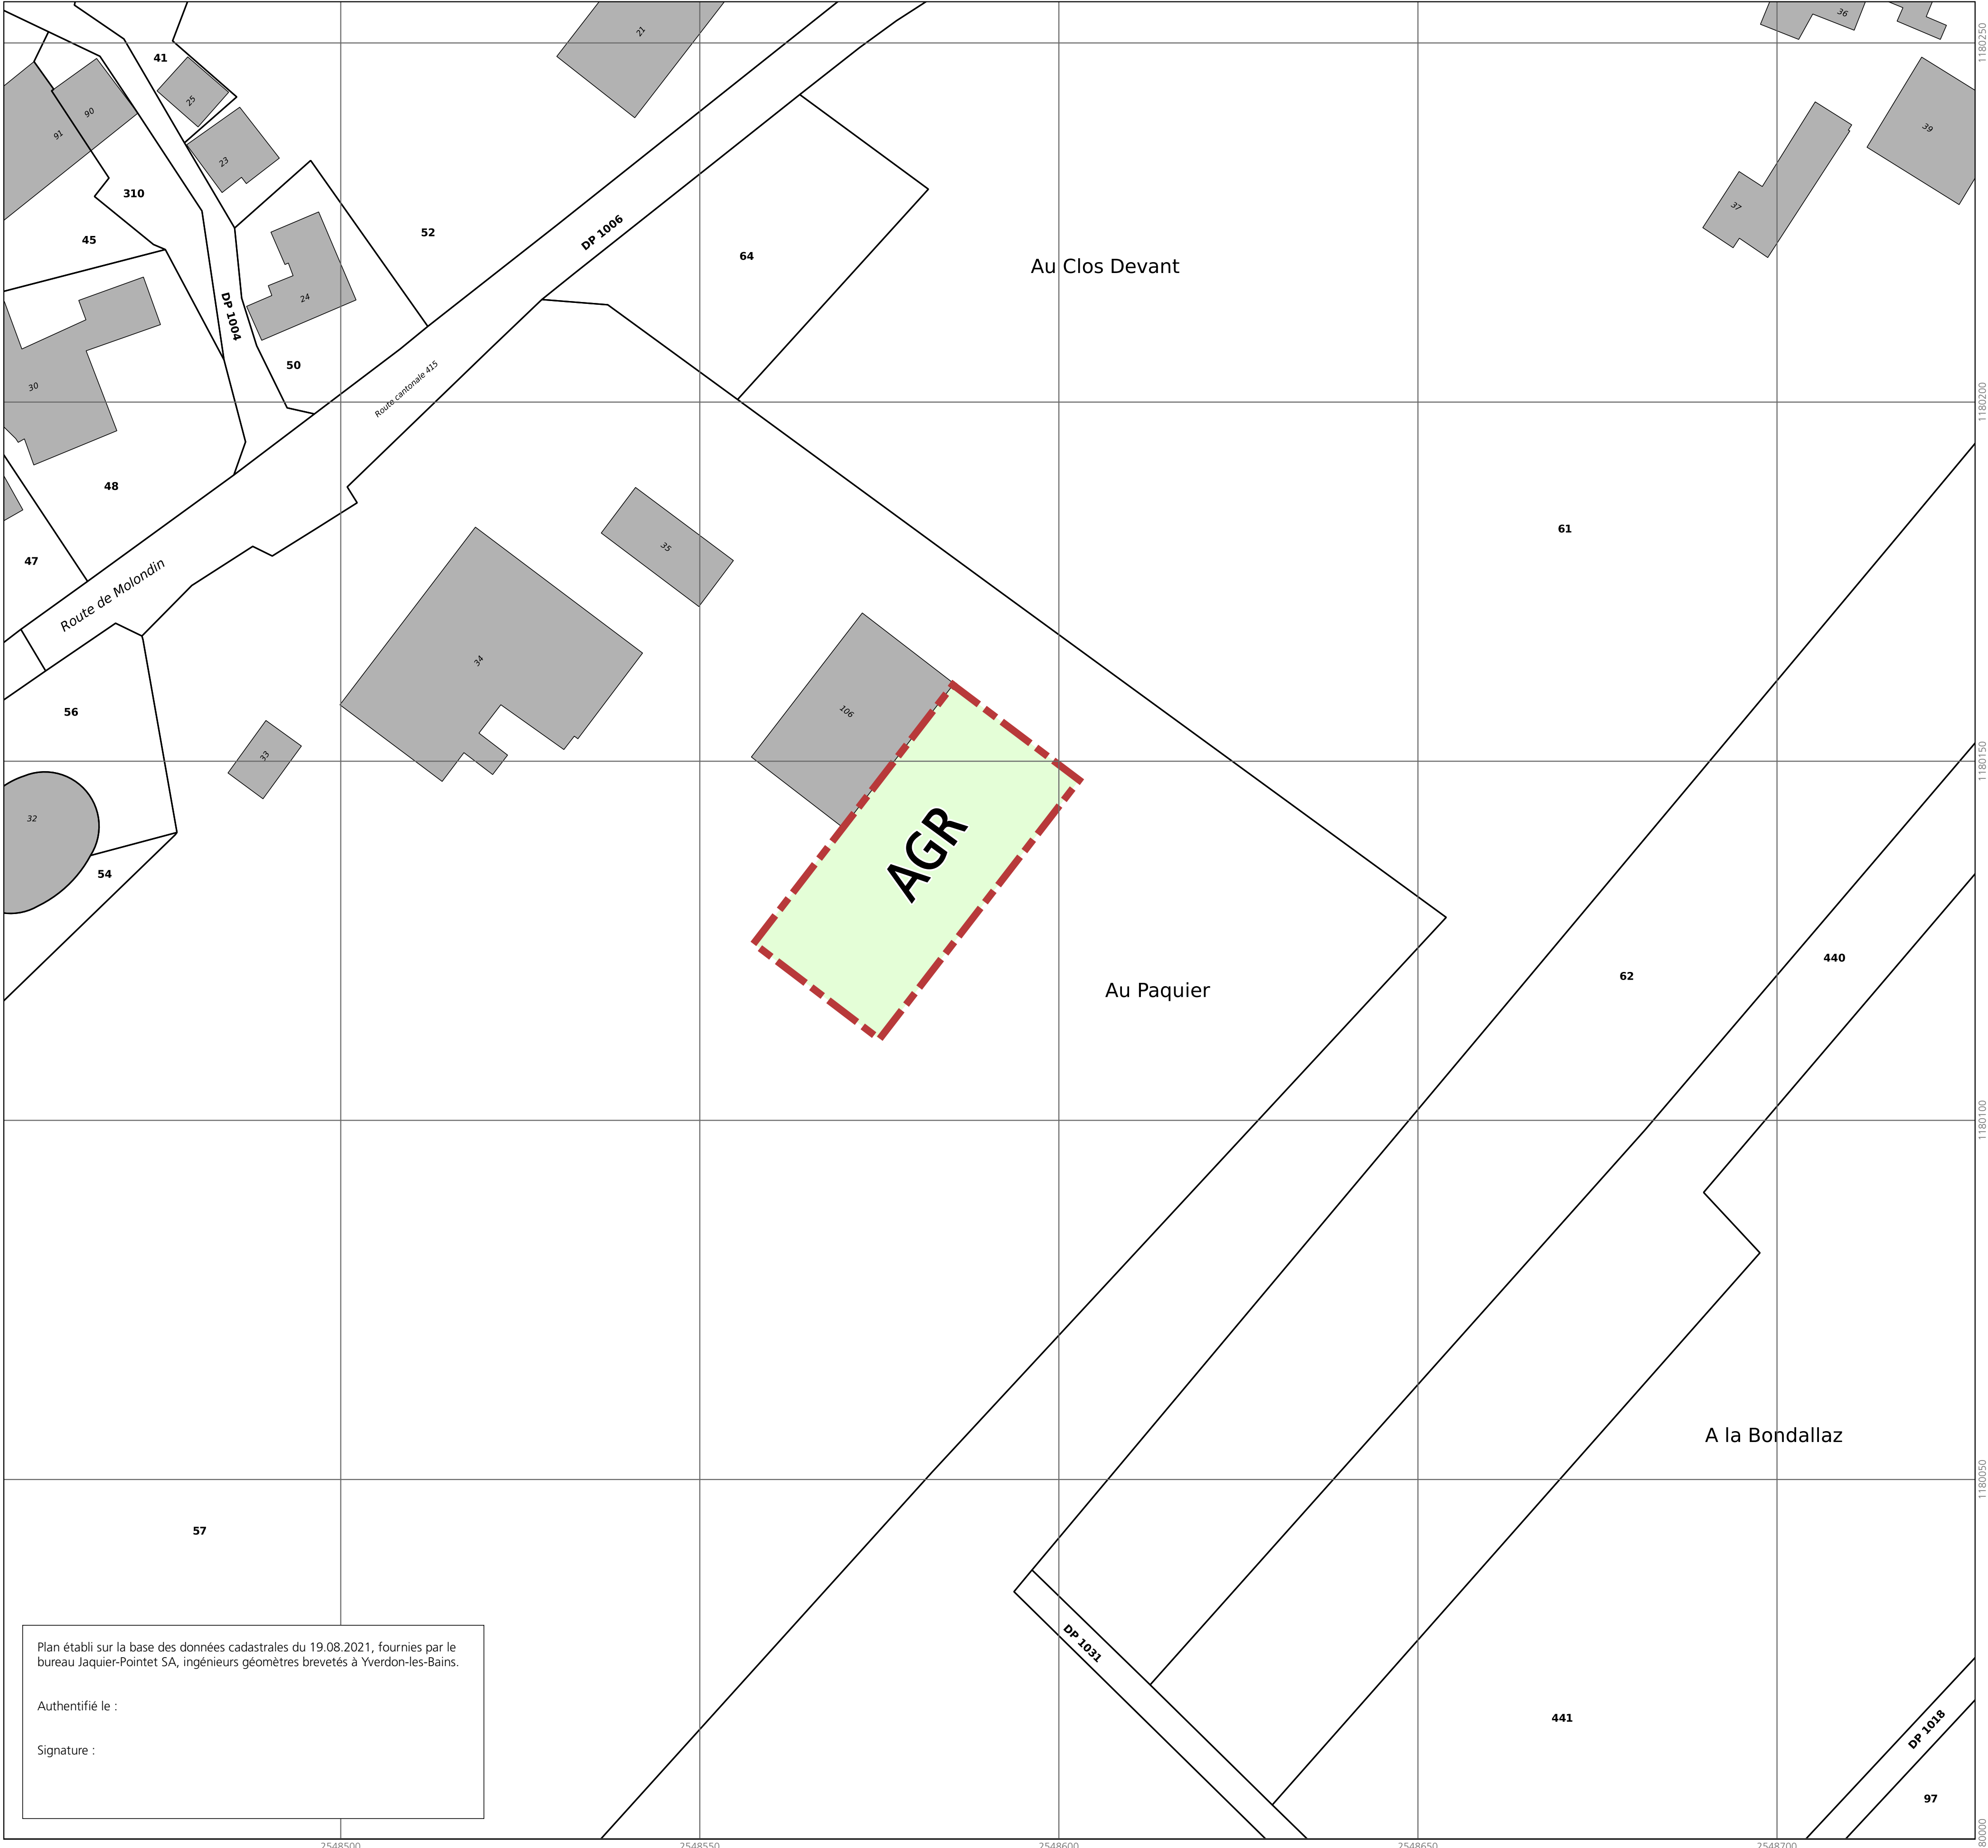 41
25
90
91
23
310
45
52
24
DP 1004
50
30
48
47
21
DP 1006
64
Au Clos Devant
36
39
37
1180250
1180200
Route cantonale 415
Route de Molondin
35
34
61
56
33
32
54
106
AGR
Au Paquier
62
440
1180150
1180100
A la Bondallaz
1180050
57
DP 1031
441
DP 1018
97
Plan établi sur la base des données cadastrales du 19.08.2021, fournies par le
bureau Jaquier-Pointet SA, ingénieurs géomètres brevetés à Yverdon-les-Bains.
Authentifié le :
Signature :
2548500
2548550
2548600
2548650
2548700